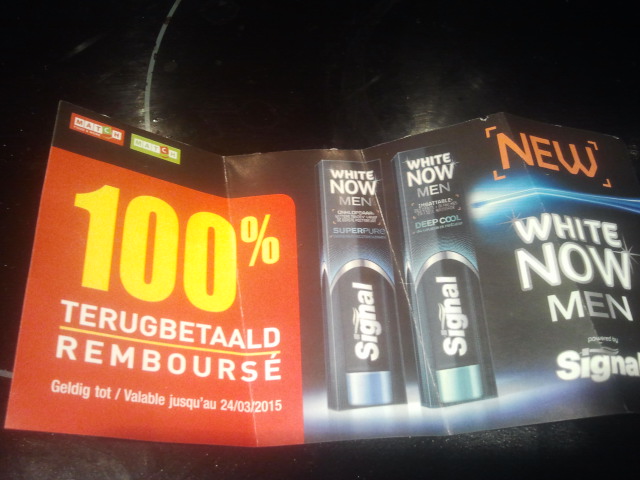 MATCH
MATCH
100%
TERUGBETAALD
REMBOURSÉ
Geldig tot / Valable jusqu'au 24/03/2015
WHITE
NOW
MEN
SUPERPURE
Signal
WHITE
NOW
MEN
DEEP COOL
Signal
NEW
WHITE
NOW
MEN
powered by
Signal